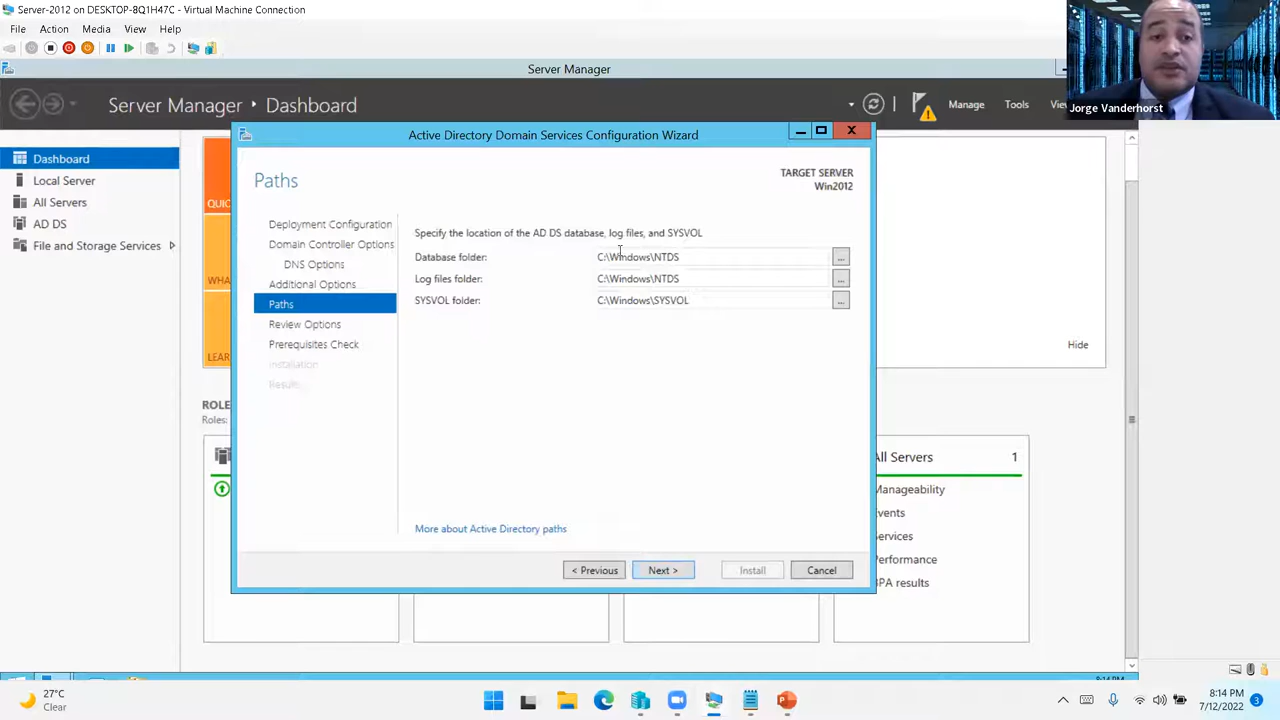 Server-2012 on DESKTOP-8Q1H47C - Virtual Machine Connection
File Action Media View Help
Jorge Vanderhorst
Server Manager
Server Manager Dashboard
Manage Tools
Active Directory Domain Services Configuration Wizard
Dashboard
Local Server
All Servers
AD DS
File and Storage Services
Paths
TARGET SERVER
Win2012
Deployment Configuration
Domain Controller Options
DNS Options
Additional Options
Paths
Review Options
Prerequisites Check
Installation
Results
Specify the location of the AD DS database, log files, and SYSVOL
Database folder: C:\Windows\NTDS ...
Log files folder: C:\Windows\NTDS ...
SYSVOL folder: C:\Windows\SYSVOL ...
More about Active Directory paths
< Previous Next > Install Cancel
Hide
Roles:
All Servers 1
Manageability
Events
Services
Performance
BPA results
27°C
Clear
8:14 PM
7/12/2022
3